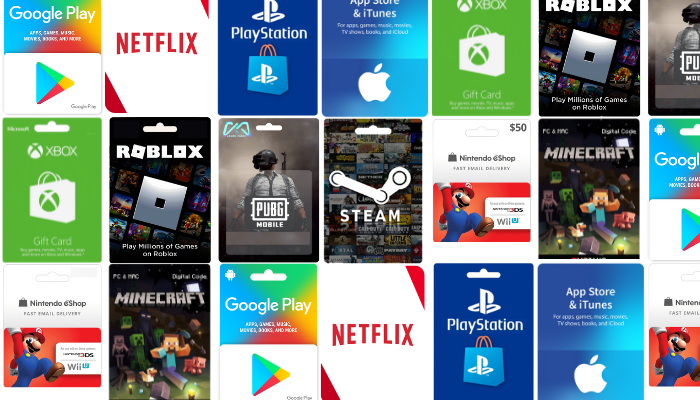 Google Play
APPS, GAMES, MUSIC,
MOVIES, BOOKS, AND MORE
Google Play
NETFLIX
PlayStation
App Store
& iTunes
For apps, games, music, movies,
TV shows, books, and iCloud
XBOX
Gift Card
ROBLOX
Play Millions of Games
on Roblox
Microsoft
XBOX
Gift Card
ROBLOX
Play Millions of Games
on Roblox
PUBG
MOBILE
STEAM
$50
Nintendo eShop
FAST EMAIL DELIVERY
NINTENDO 3DS
Wii U
PC & MAC
Digital Code
MINECRAFT
Nintendo eShop
FAST EMAIL DELIVERY
NINTENDO 3DS
Wii U
PC & MAC
Digital Code
MINECRAFT
Google Play
APPS, GAMES, MUSIC,
MOVIES, BOOKS, AND MORE
Google Play
NETFLIX
PlayStation
App Store
& iTunes
For apps, games, music, movies,
TV shows, books, and iCloud